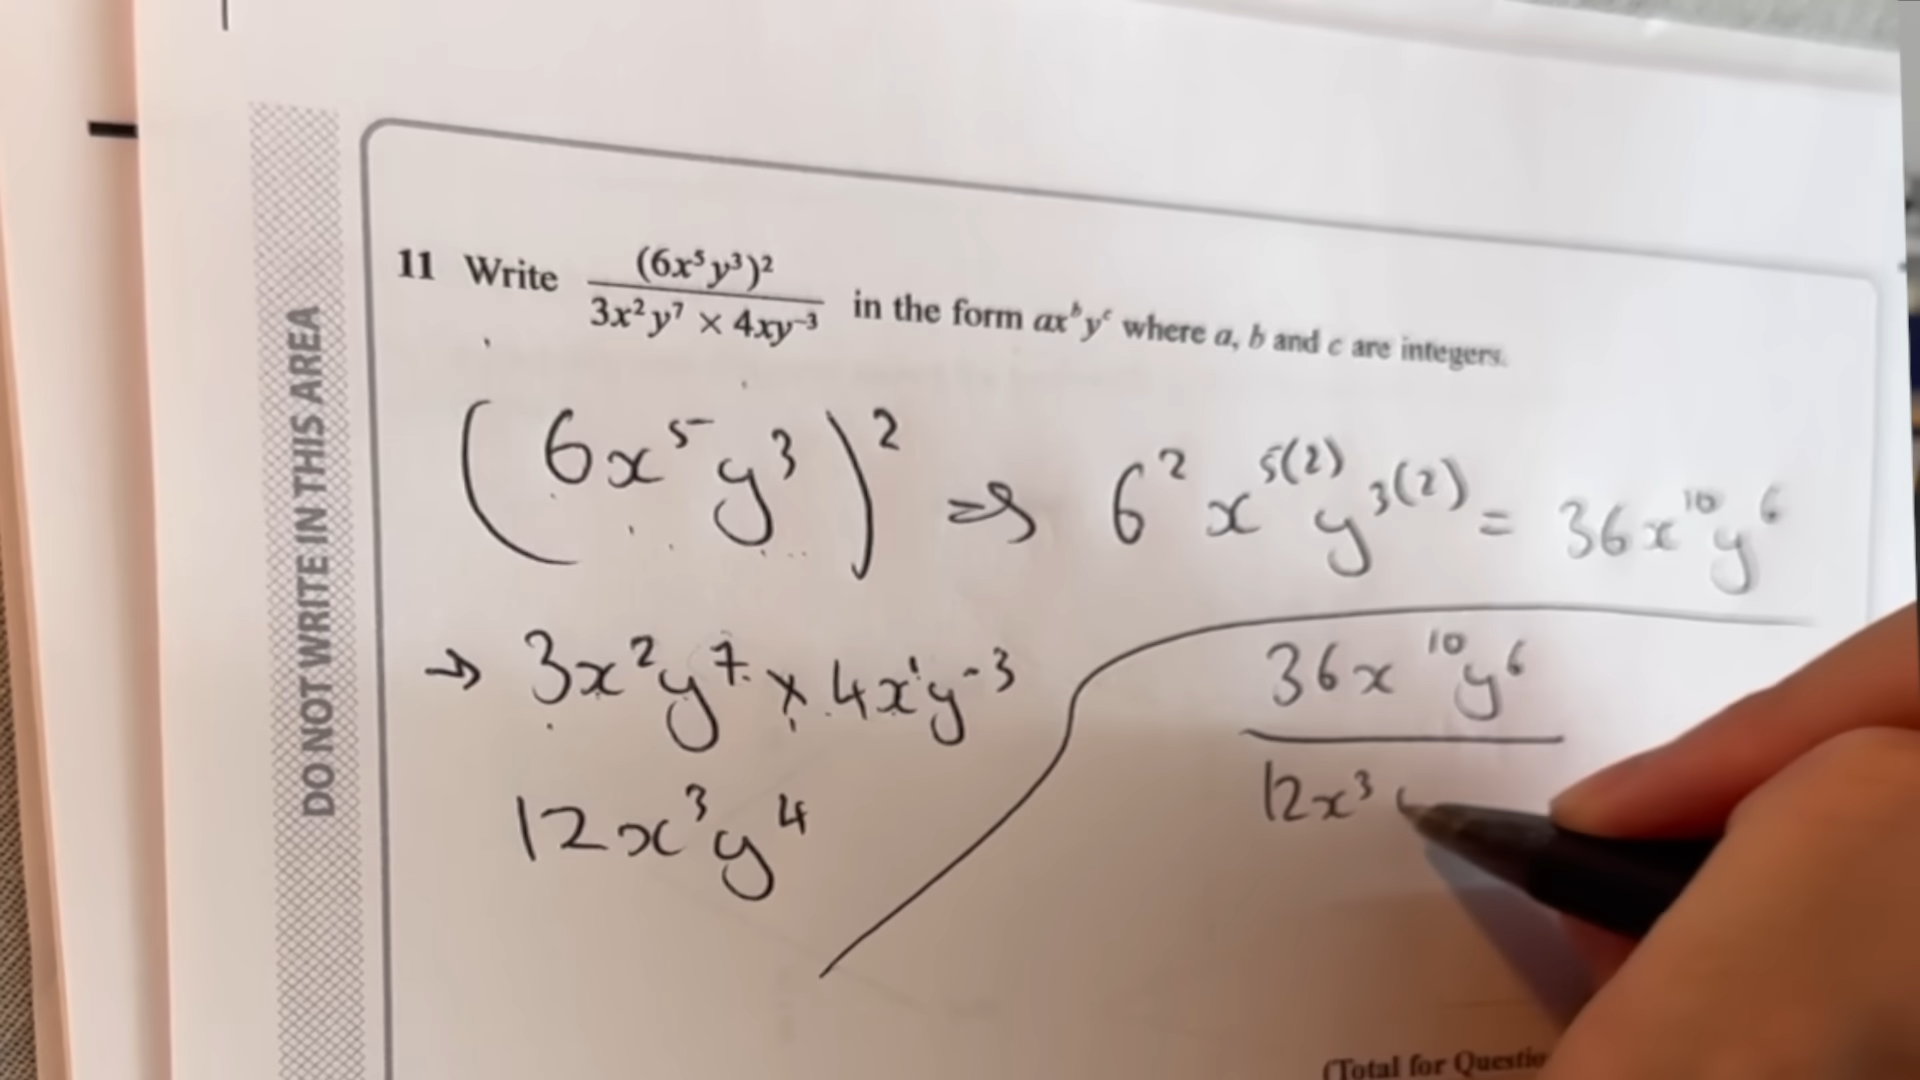 DO NOT WRITE IN THIS AREA
11 Write (6x⁵y³)² / 3x²y⁷ × 4xy⁻³ in the form axᵇyᶜ where a, b and c are integers.
(6x⁵y³)² ⇒ 6²x⁵⁽²⁾y³⁽²⁾ = 36x¹⁰y⁶
→ 3x²y⁷ × 4x¹y⁻³
12x³y⁴
36x¹⁰y⁶
12x³
(Total for